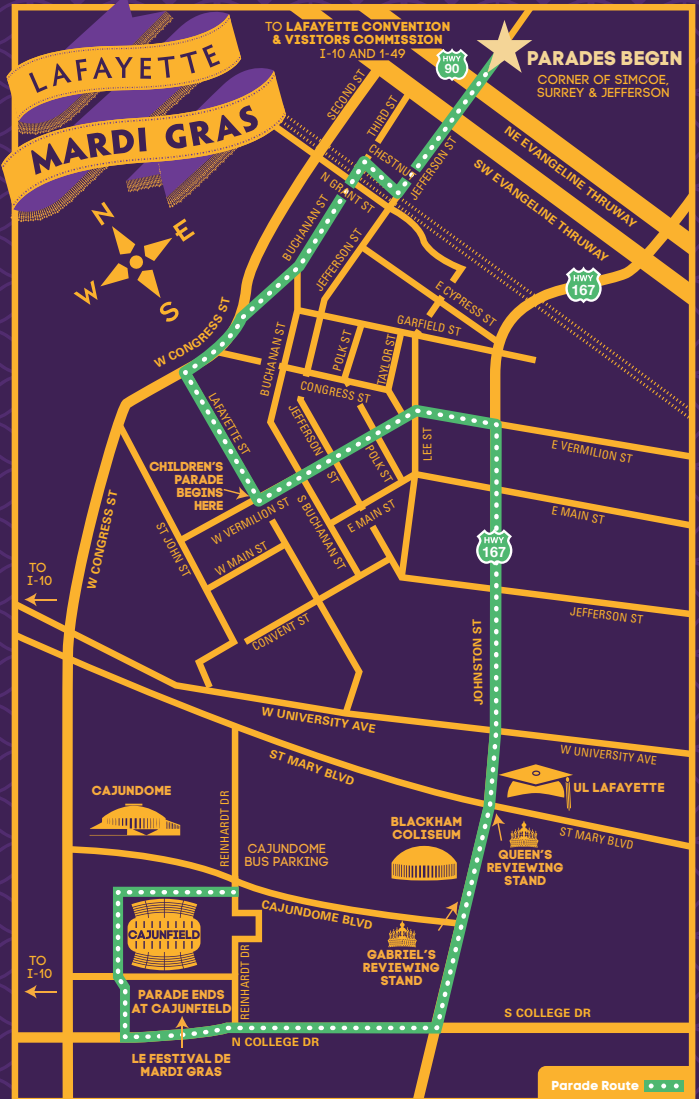 LAFAYETTE
MARDI GRAS
TO LAFAYETTE CONVENTION
& VISITORS COMMISSION
I-10 AND 1-49
HWY
90
PARADES BEGIN
CORNER OF SIMCOE,
SURREY & JEFFERSON
SECOND ST
THIRD ST
CHESTNUT
JEFFERSON ST
NE EVANGELINE THRUWAY
SW EVANGELINE THRUWAY
N GRANT ST
BUCHANAN ST
JEFFERSON ST
N
E
W
S
HWY
167
E CYPRESS ST
W CONGRESS ST
GARFIELD ST
BUCHANAN ST
POLK ST
TAYLOR ST
CONGRESS ST
LAFAYETTE ST
JEFFERSON ST
POLK ST
LEE ST
E VERMILION ST
CHILDREN'S
PARADE
BEGINS
HERE
W VERMILION ST
S BUCHANAN ST
E MAIN ST
E MAIN ST
W CONGRESS ST
ST JOHN ST
W MAIN ST
HWY
167
TO
I-10
CONVENT ST
JEFFERSON ST
JOHNSTON ST
W UNIVERSITY AVE
W UNIVERSITY AVE
ST MARY BLVD
CAJUNDOME
REINHARDT DR
UL LAFAYETTE
BLACKHAM
COLISEUM
ST MARY BLVD
CAJUNDOME
BUS PARKING
QUEEN'S
REVIEWING
STAND
CAJUNDOME BLVD
CAJUNFIELD
GABRIEL'S
REVIEWING
STAND
TO
I-10
REINHARDT DR
PARADE ENDS
AT CAJUNFIELD
S COLLEGE DR
N COLLEGE DR
LE FESTIVAL DE
MARDI GRAS
Parade Route